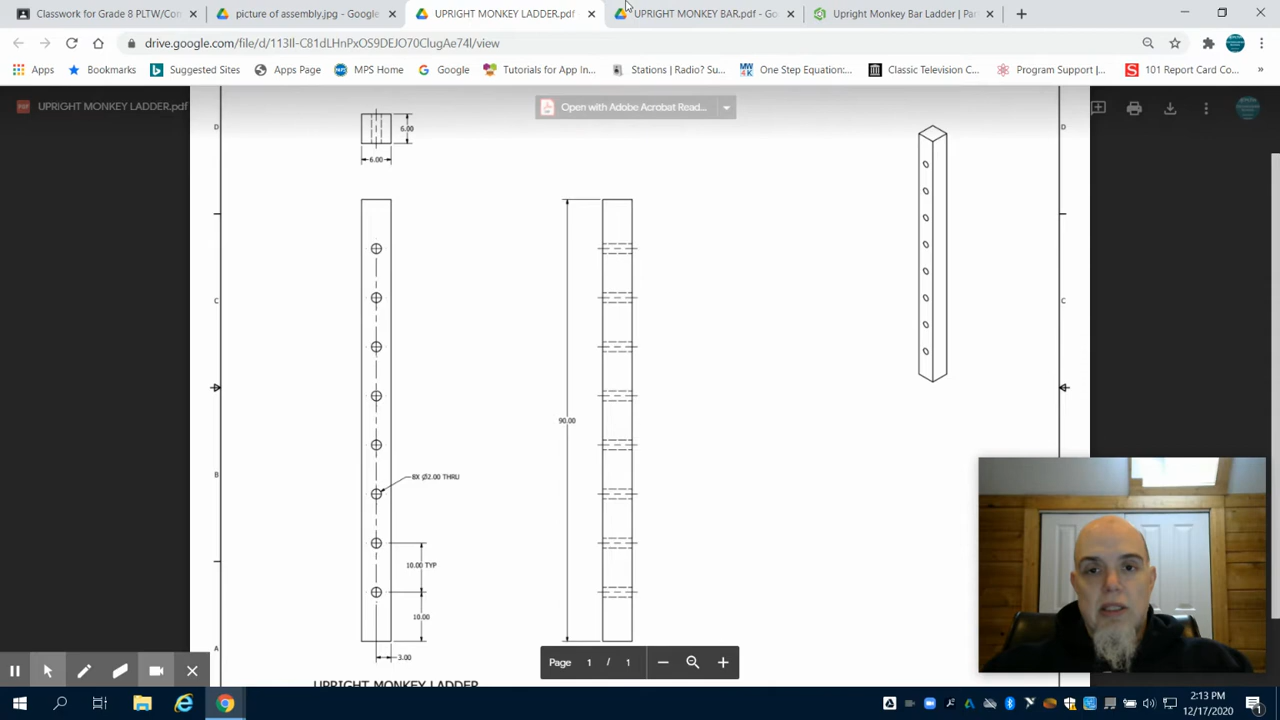 Classwork for Grade 8 PLTW/Con
picture of assembly.jpg - Google
UPRIGHT MONKEY LADDER.pdf
UPRIGHT MONKEY BAR.pdf - Go
Upright Monkey Bar Ladder | Par
drive.google.com/file/d/113Il-C81dLHnPxOS9DEJO70ClugAe74l/view
Apps
Bookmarks
Suggested Sites
Apps Page
MPS Home
Google
Tutorials for App In...
Stations | Radio? Su...
One Step Equation:...
Classic Television C...
Program Support |...
101 Report Card Co...
»
PDF
UPRIGHT MONKEY LADDER.pdf
Open with Adobe Acrobat Read...
D
6.00
6.00
D
C
C
90.00
B
8X Ø2.00 THRU
10.00 TYP
10.00
A
3.00
UPRIGHT MONKEY LADDER
Page 1 / 1
2:13 PM
12/17/2020
1